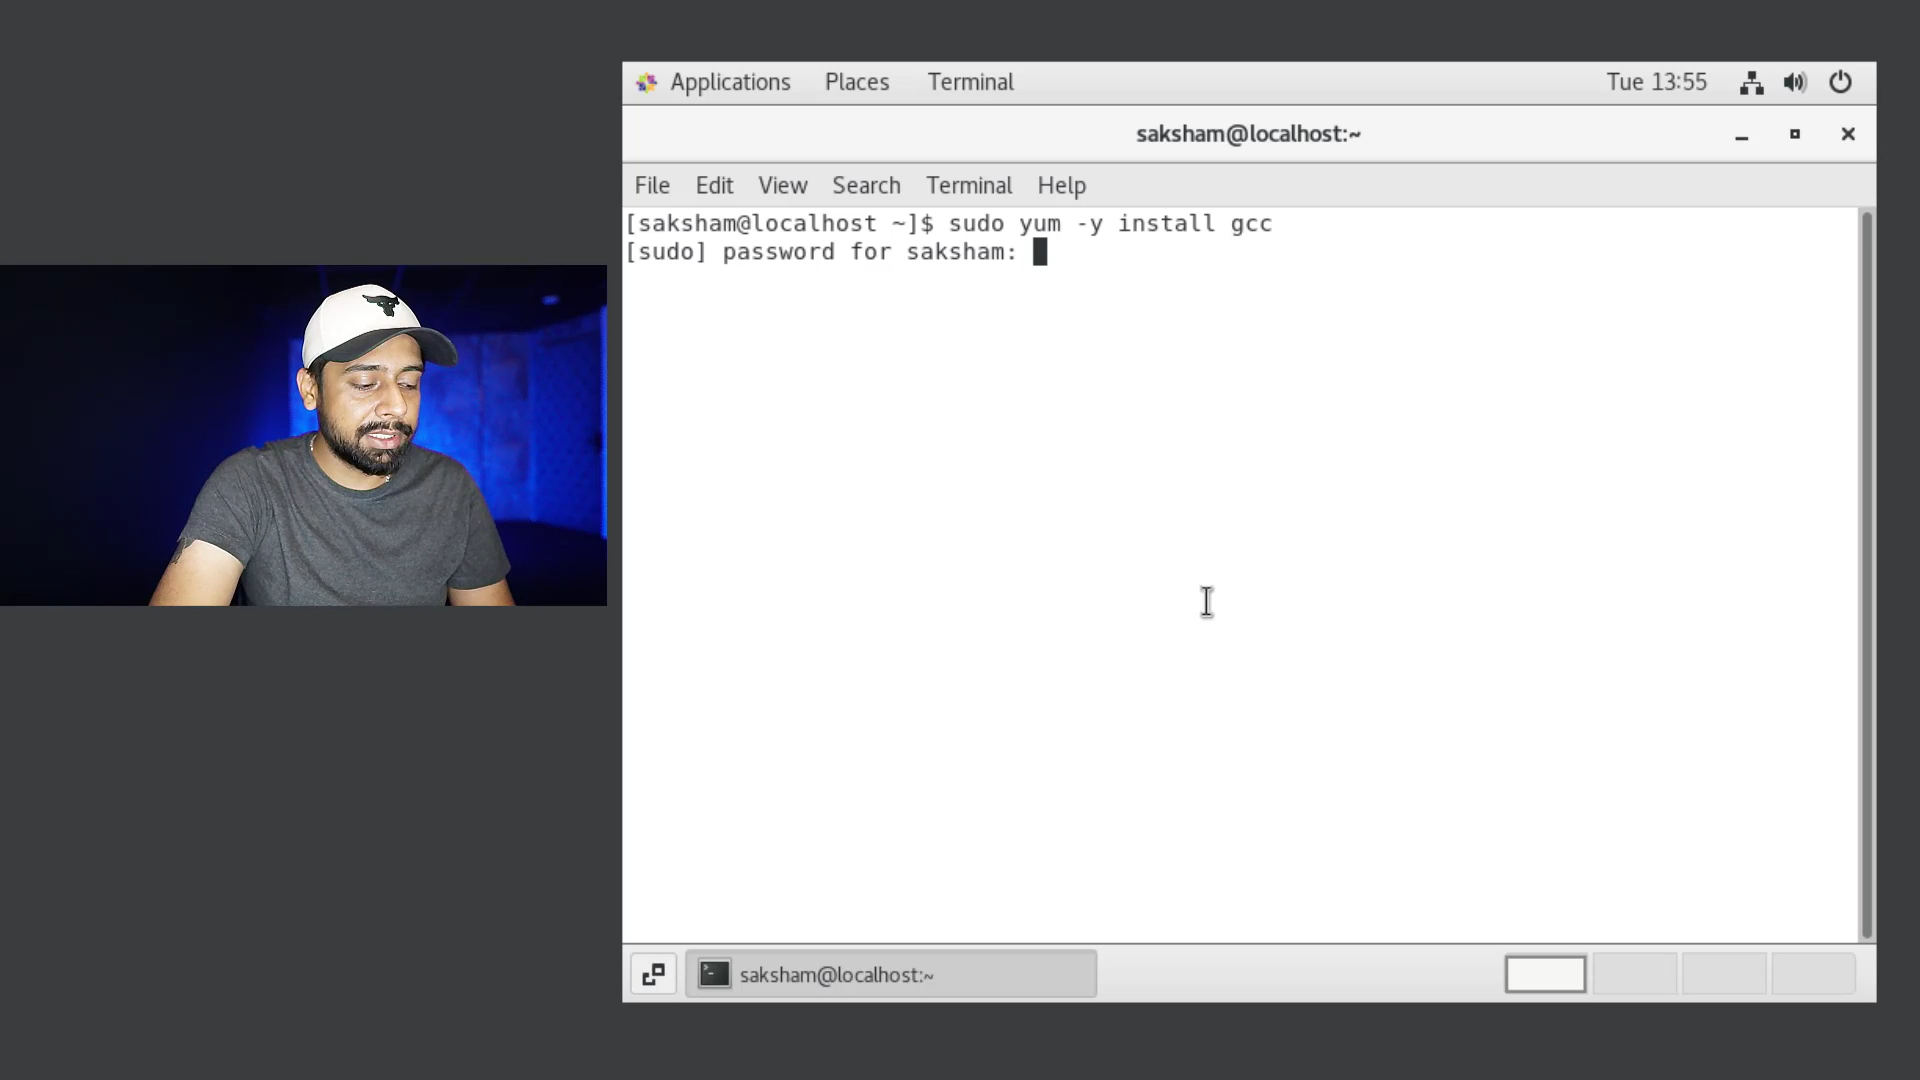 Applications Places Terminal Tue 13:55
saksham@localhost:~
File Edit View Search Terminal Help
[saksham@localhost ~]$ sudo yum -y install gcc
[sudo] password for saksham:
saksham@localhost:~